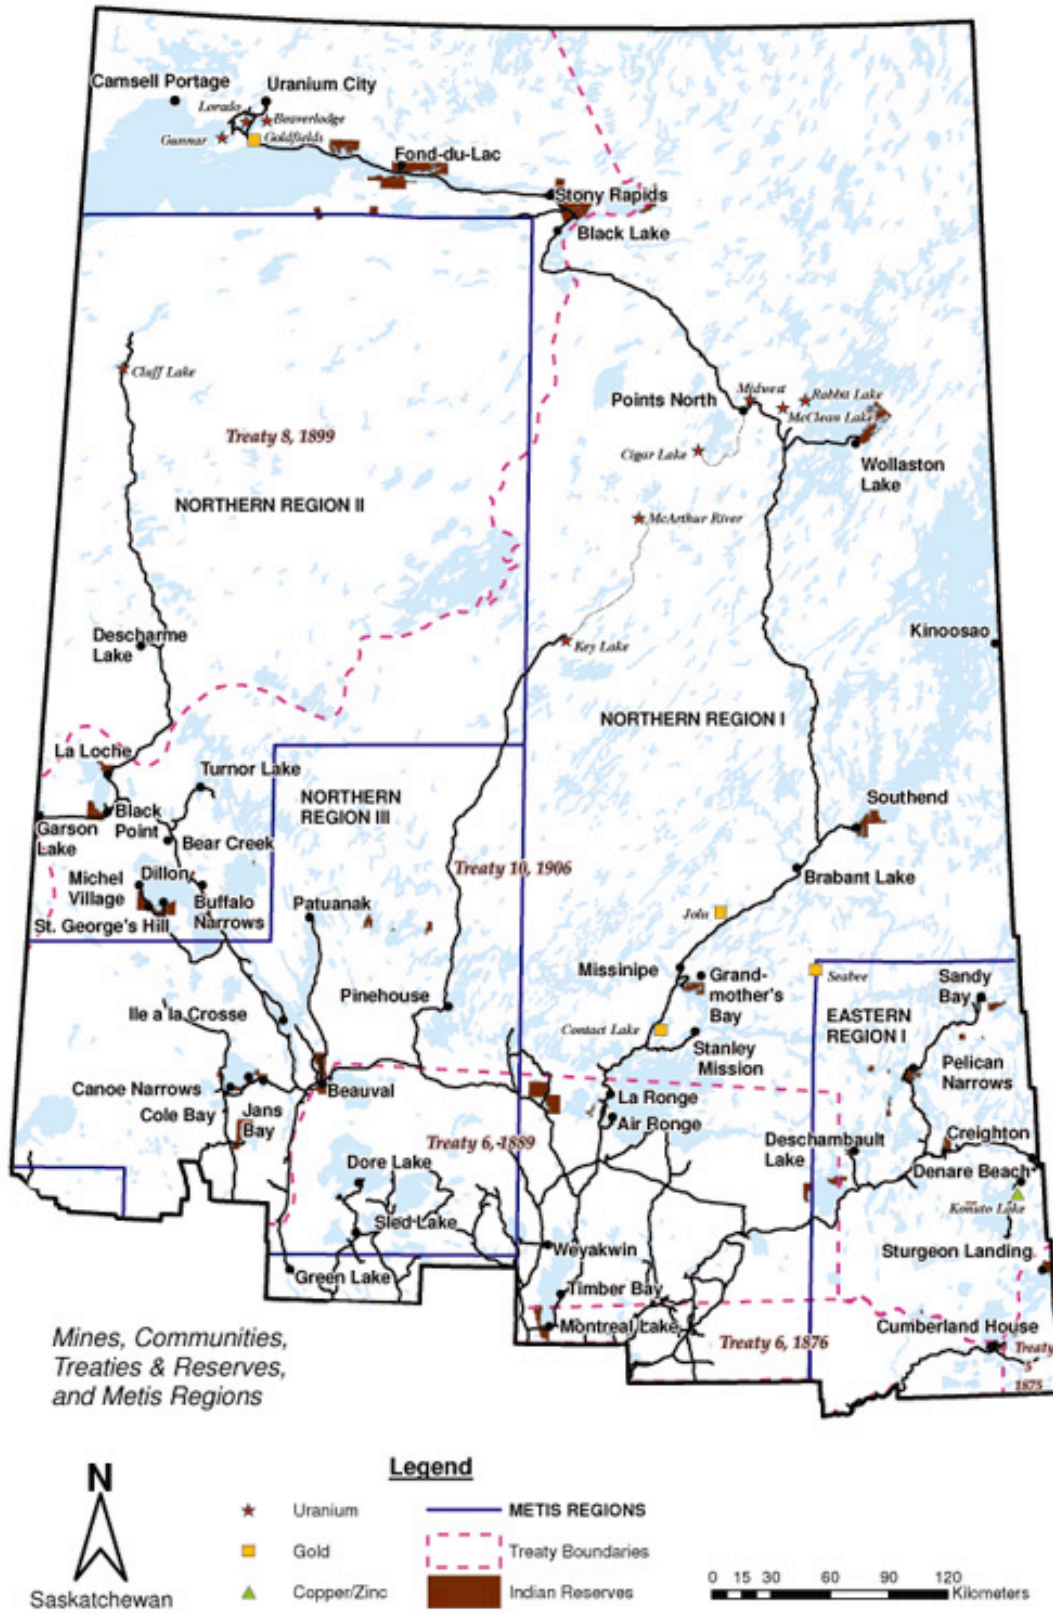 Camsell Portage
Uranium City
Lorado
Beaverlodge
Gunnar
Goldfields
Fond-du-Lac
Stony Rapids
Black Lake
Cluff Lake
Points North
Midwest
Rabbit Lake
McClean Lake
Treaty 8, 1899
Cigar Lake
Wollaston
Lake
NORTHERN REGION II
McArthur River
Descharme
Lake
Key Lake
Kinoosao
NORTHERN REGION I
La Loche
Turnor Lake
NORTHERN
REGION III
Southend
Black
Point
Garson
Lake
Bear Creek
Treaty 10, 1906
Brabant Lake
Michel
Village
Dillon
Buffalo
Narrows
St. George's Hill
Patuanak
Jolu
Missinipe
Grand-
mother's
Bay
Seabee
Sandy
Bay
Pinehouse
Ile a la Crosse
Contact Lake
EASTERN
REGION I
Stanley
Mission
Pelican
Narrows
Canoe Narrows
Beauval
La Ronge
Cole Bay
Jans
Bay
Air Ronge
Treaty 6, 1889
Deschambault
Lake
Creighton
Dore Lake
Denare Beach
Konuto Lake
Sled Lake
Weyakwin
Sturgeon Landing
Green Lake
Timber Bay
Montreal Lake
Treaty 6, 1876
Cumberland House
Treaty
5
1875
Mines, Communities,
Treaties & Reserves,
and Metis Regions
N
Saskatchewan
Legend
Uranium
METIS REGIONS
Gold
Treaty Boundaries
Copper/Zinc
Indian Reserves
0 15 30 60 90 120
Kilometers